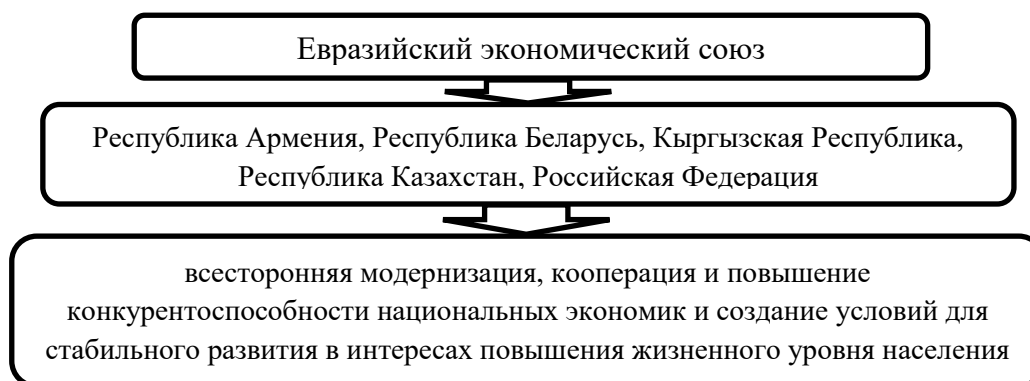 Евразийский экономический союз
Республика Армения, Республика Беларусь, Кыргызская Республика,
Республика Казахстан, Российская Федерация
всесторонняя модернизация, кооперация и повышение
конкурентоспособности национальных экономик и создание условий для
стабильного развития в интересах повышения жизненного уровня населения